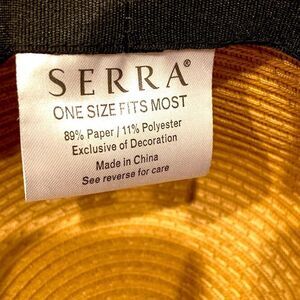 SERRA®
ONE SIZE FITS MOST
89% Paper / 11% Polyester
Exclusive of Decoration
Made in China
See reverse for care